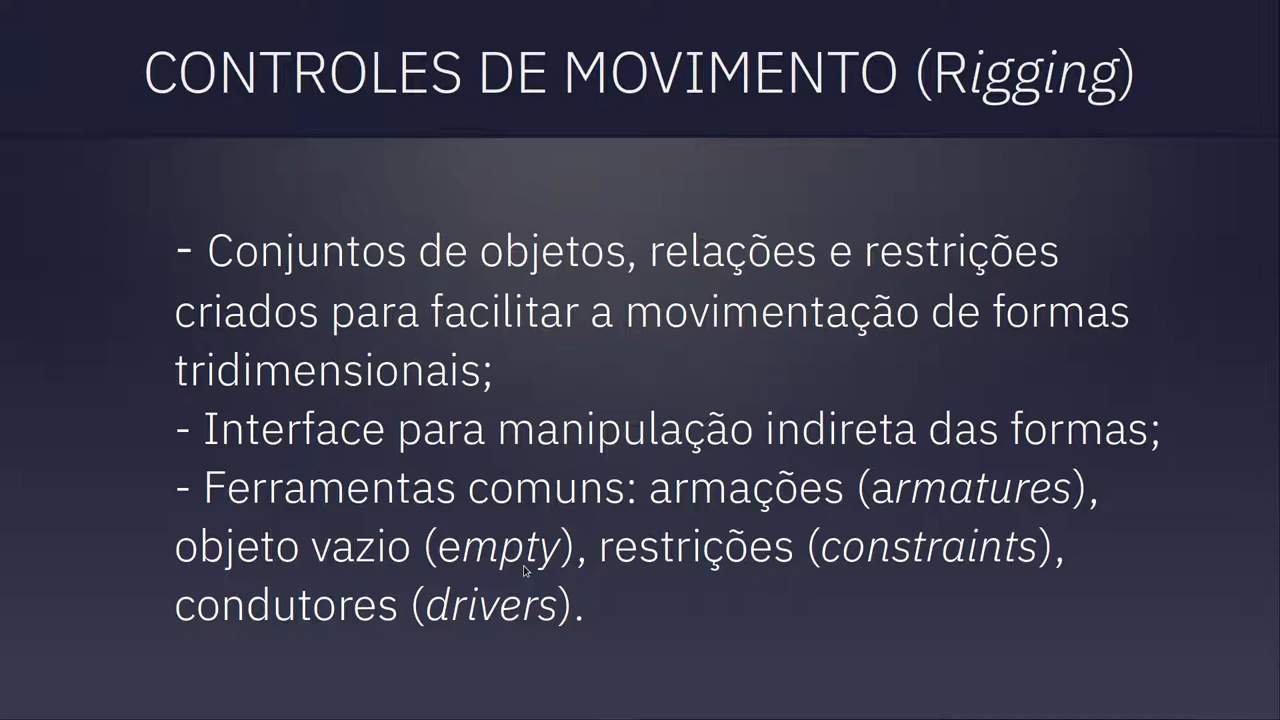 CONTROLES DE MOVIMENTO (Rigging)
- Conjuntos de objetos, relações e restrições
criados para facilitar a movimentação de formas
tridimensionais;
- Interface para manipulação indireta das formas;
- Ferramentas comuns: armações (armatures),
objeto vazio (empty), restrições (constraints),
condutores (drivers).